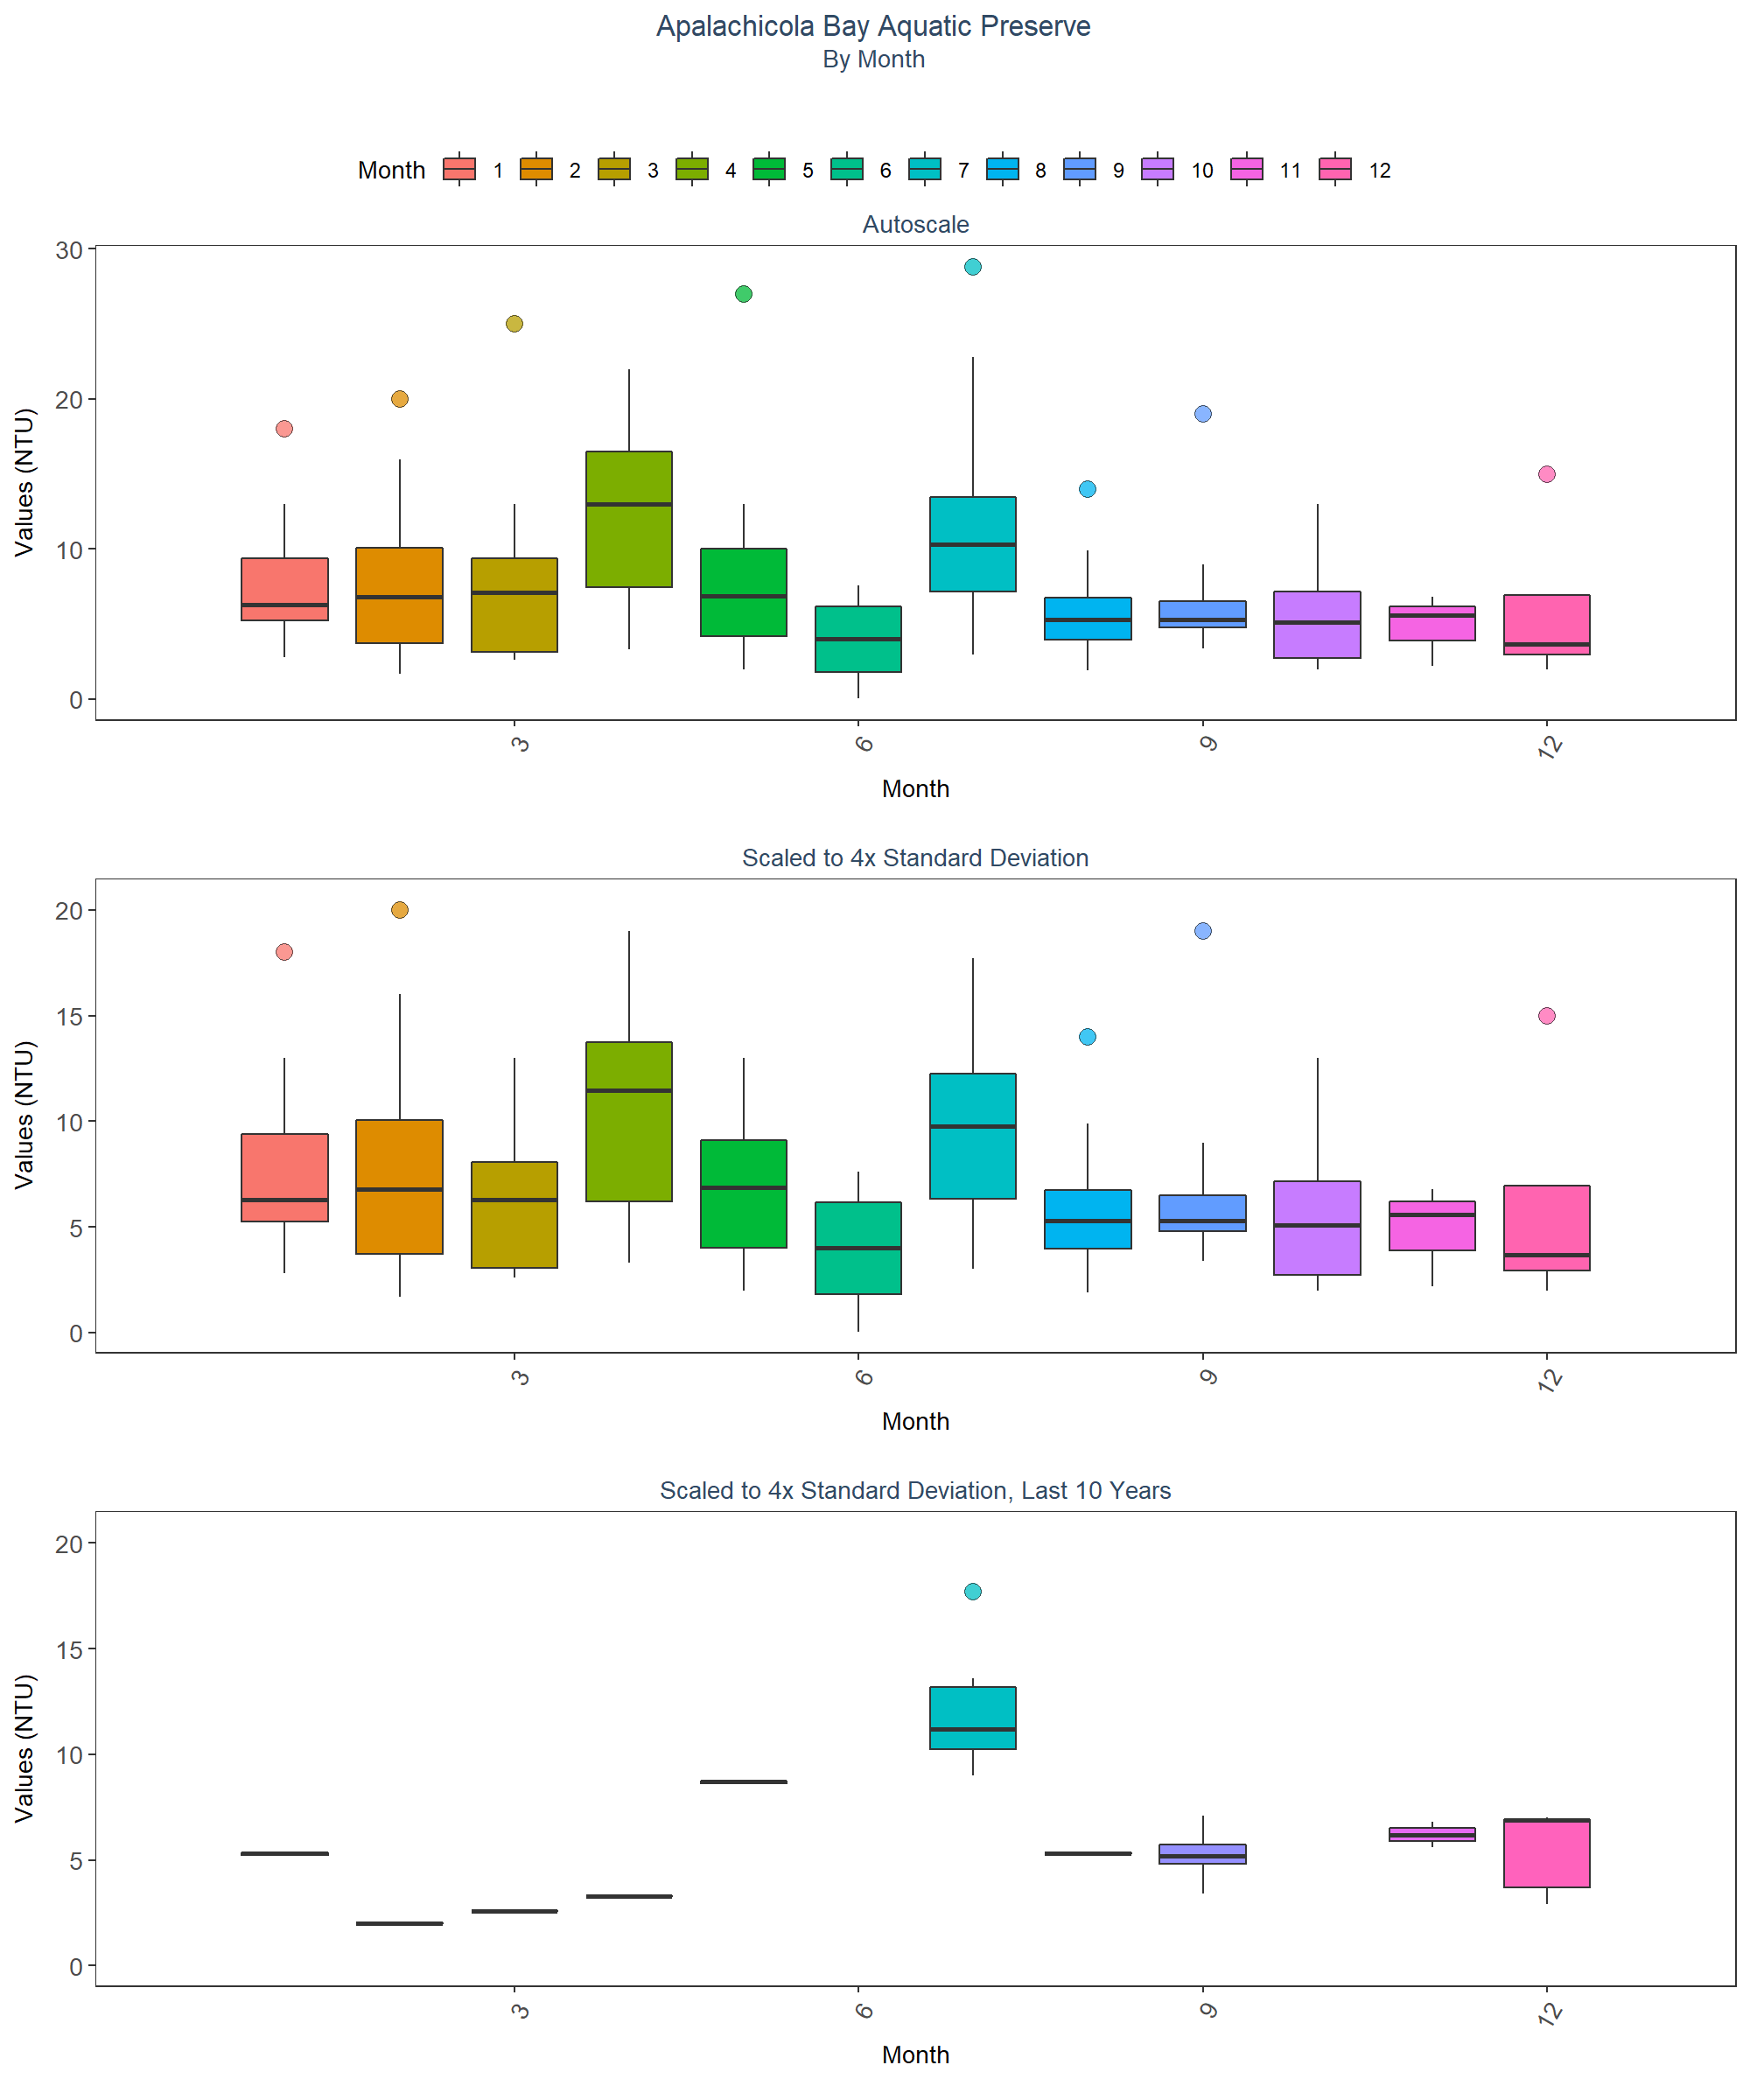 Apalachicola Bay Aquatic Preserve
By Month
Month 1 2 3 4 5 6 7 8 9 10 11 12
Autoscale
30
20
10
0
Values (NTU)
3 6 9 12
Month
Scaled to 4x Standard Deviation
20
15
10
5
0
Values (NTU)
3 6 9 12
Month
Scaled to 4x Standard Deviation, Last 10 Years
20
15
10
5
0
Values (NTU)
3 6 9 12
Month